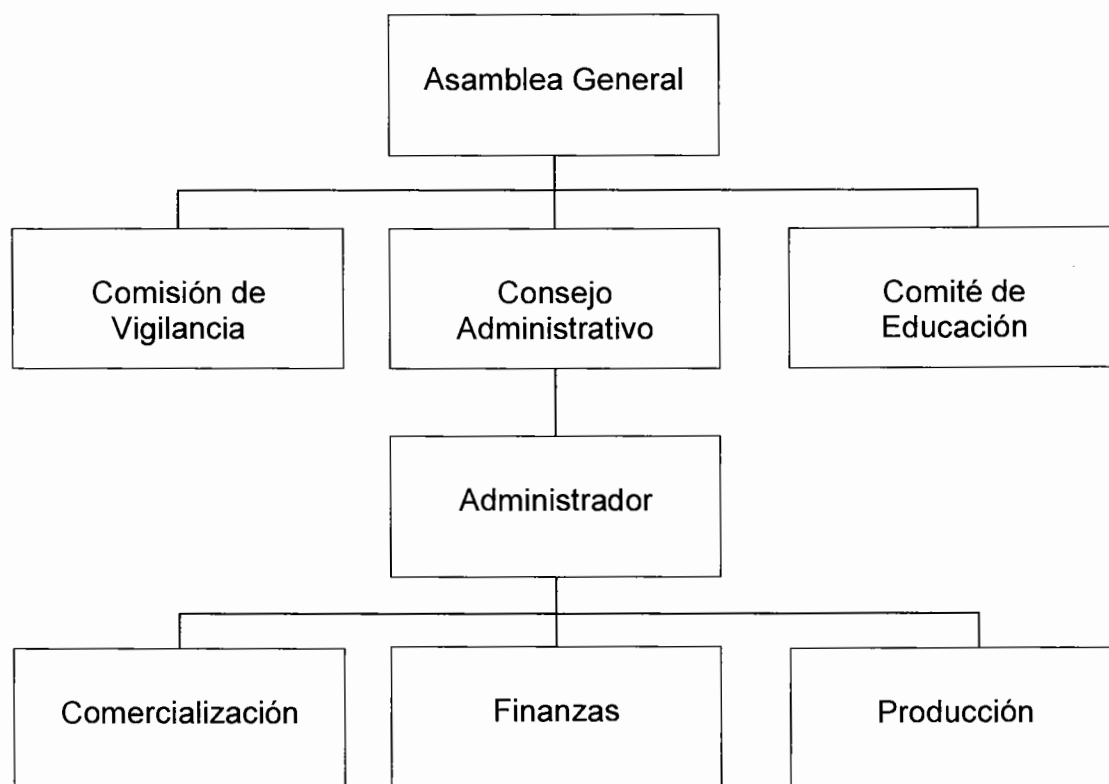 Asamblea General
Comisión de
Vigilancia
Consejo
Administrativo
Comité de
Educación
Administrador
Comercialización
Finanzas
Producción